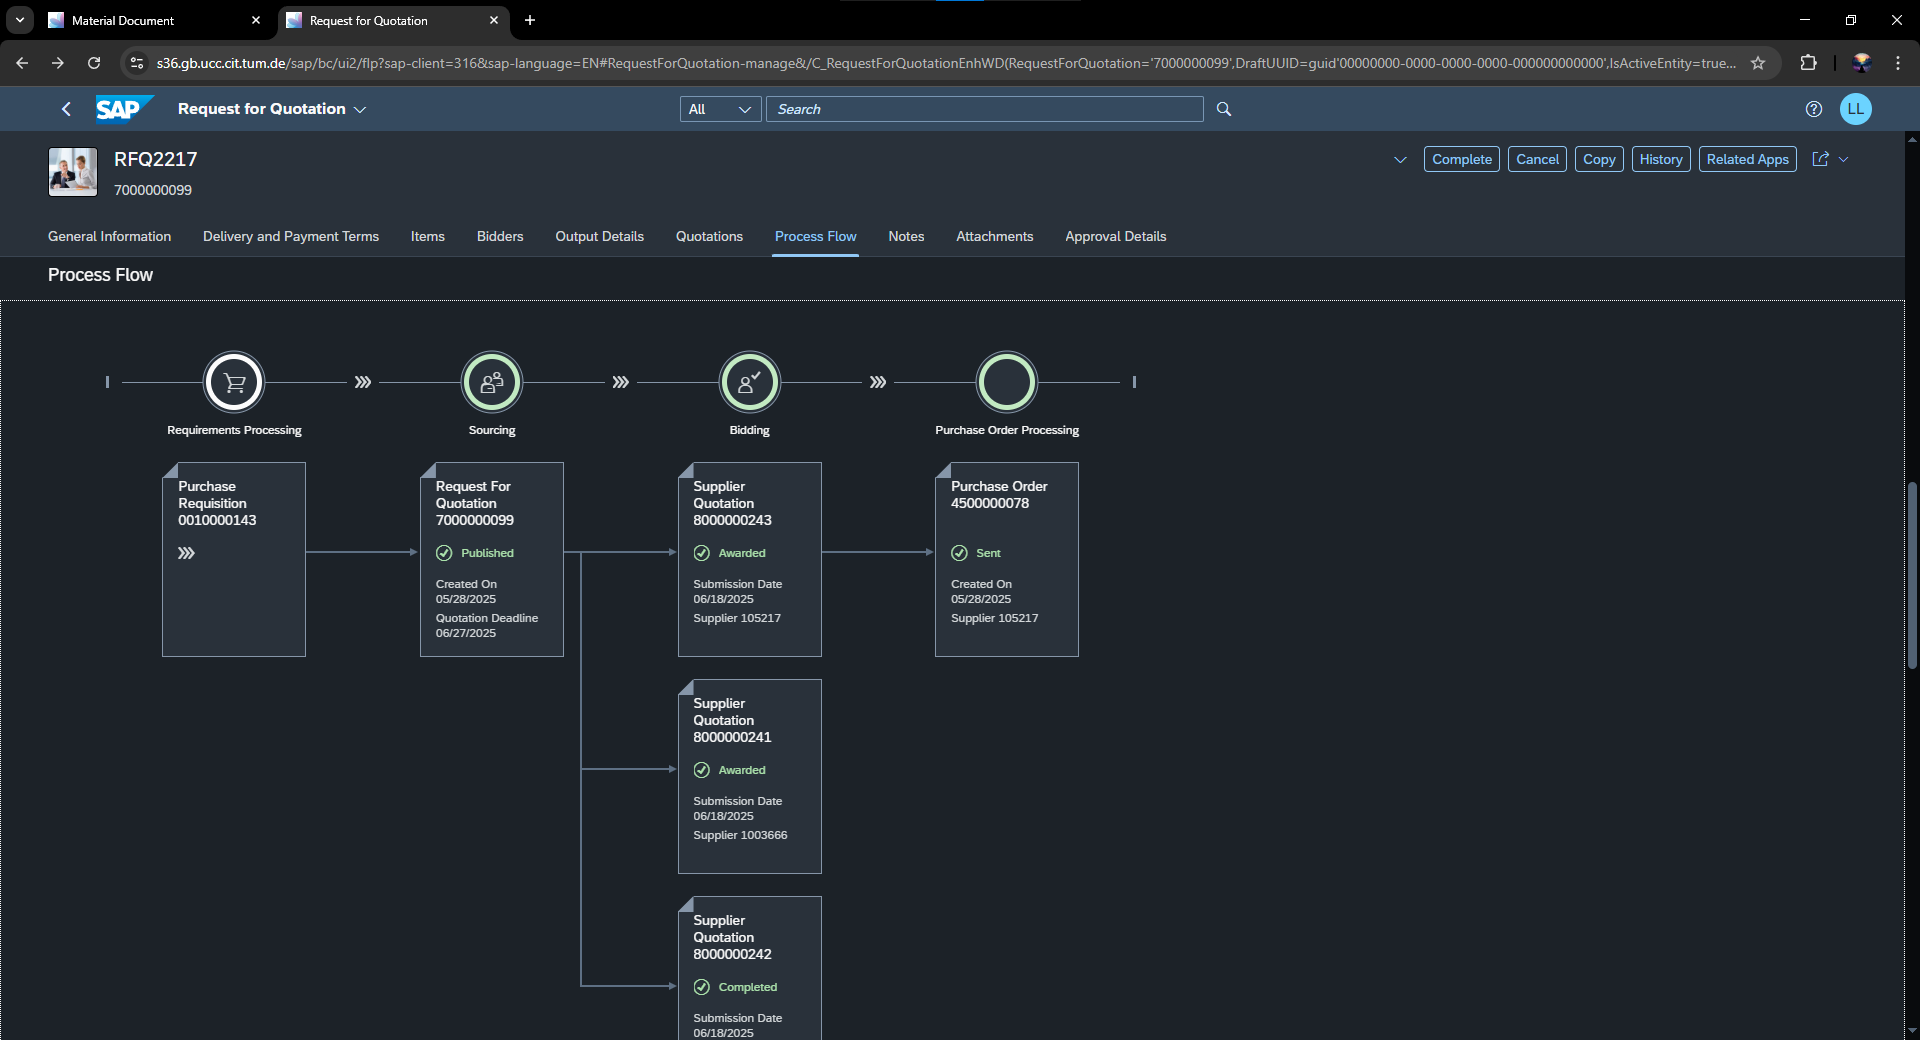 Material Document
Request for Quotation
s36.gb.ucc.cit.tum.de/sap/bc/ui2/flp?sap-client=316&sap-language=EN#RequestForQuotation-manage&/C_RequestForQuotationEnhWD(RequestForQuotation='7000000099',DraftUUID=guid'00000000-0000-0000-0000-000000000000',IsActiveEntity=true...
SAP
Request for Quotation
All
Search
LL
RFQ2217
7000000099
Complete
Cancel
Copy
History
Related Apps
General Information
Delivery and Payment Terms
Items
Bidders
Output Details
Quotations
Process Flow
Notes
Attachments
Approval Details
Process Flow
Requirements Processing
Sourcing
Bidding
Purchase Order Processing
Purchase
Requisition
0010000143
Request For
Quotation
7000000099
Published
Created On
05/28/2025
Quotation Deadline
06/27/2025
Supplier
Quotation
8000000243
Awarded
Submission Date
06/18/2025
Supplier 105217
Purchase Order
4500000078
Sent
Created On
05/28/2025
Supplier 105217
Supplier
Quotation
8000000241
Awarded
Submission Date
06/18/2025
Supplier 1003666
Supplier
Quotation
8000000242
Completed
Submission Date
06/18/2025